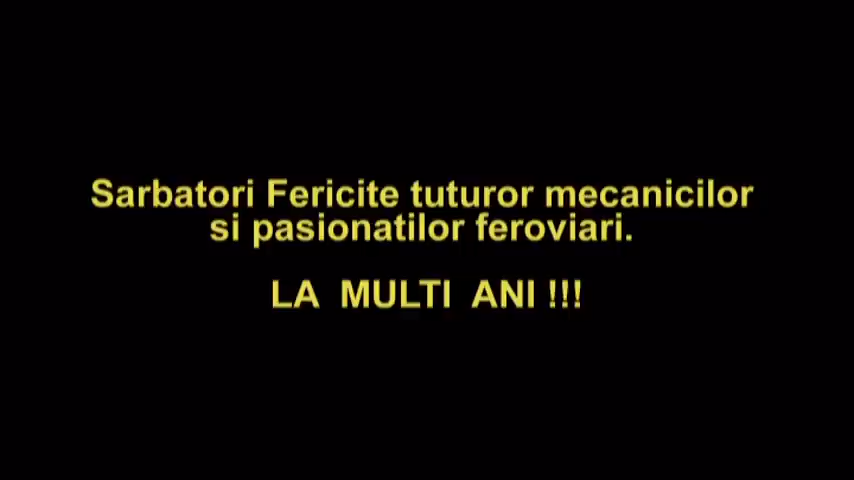 Sarbatori Fericite tuturor mecanicilor
si pasionatilor feroviari.
LA MULTI ANI !!!